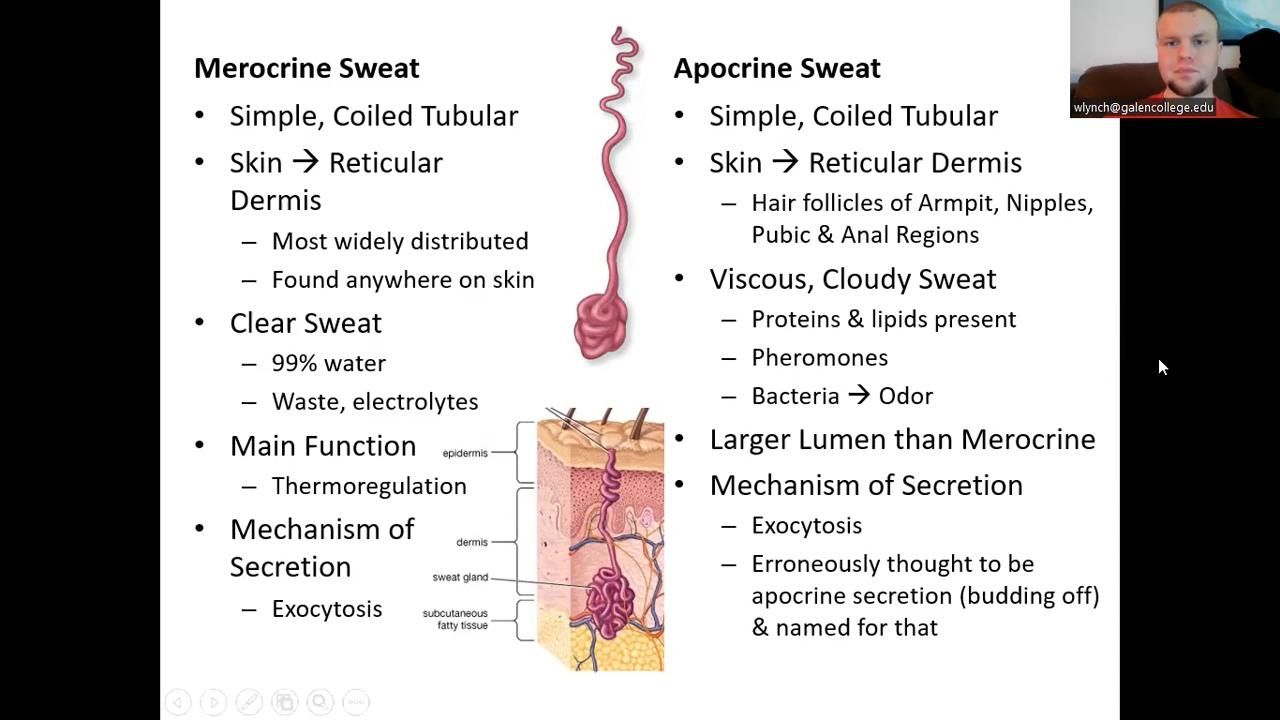 Merocrine Sweat
• Simple, Coiled Tubular
• Skin → Reticular
Dermis
– Most widely distributed
– Found anywhere on skin
• Clear Sweat
– 99% water
– Waste, electrolytes
• Main Function
– Thermoregulation
• Mechanism of
Secretion
– Exocytosis
epidermis
dermis
sweat gland
subcutaneous
fatty tissue
Apocrine Sweat
• Simple, Coiled Tubular
• Skin → Reticular Dermis
– Hair follicles of Armpit, Nipples,
Pubic & Anal Regions
• Viscous, Cloudy Sweat
– Proteins & lipids present
– Pheromones
– Bacteria → Odor
• Larger Lumen than Merocrine
• Mechanism of Secretion
– Exocytosis
– Erroneously thought to be
apocrine secretion (budding off)
& named for that
wlynch@galencollege.edu